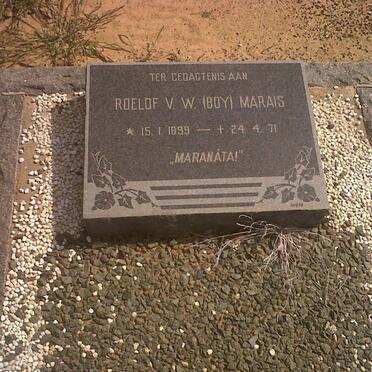 TER GEDAGTENIS AAN
ROELOF V. W. (BOY) MARAIS
* 15. 1. 1899 — + 24. 4. 71
„MARANÁTA!”